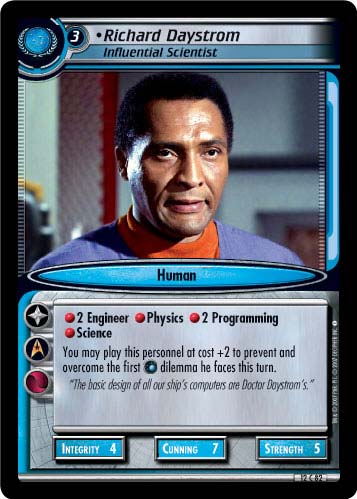 3 •Richard Daystrom
Influential Scientist
Human
2 Engineer Physics 2 Programming
Science
You may play this personnel at cost +2 to prevent and
overcome the first dilemma he faces this turn.
"The basic design of all our ship's computers are Doctor Daystrom's."
INTEGRITY 4 CUNNING 7 STRENGTH 5
12 C 82